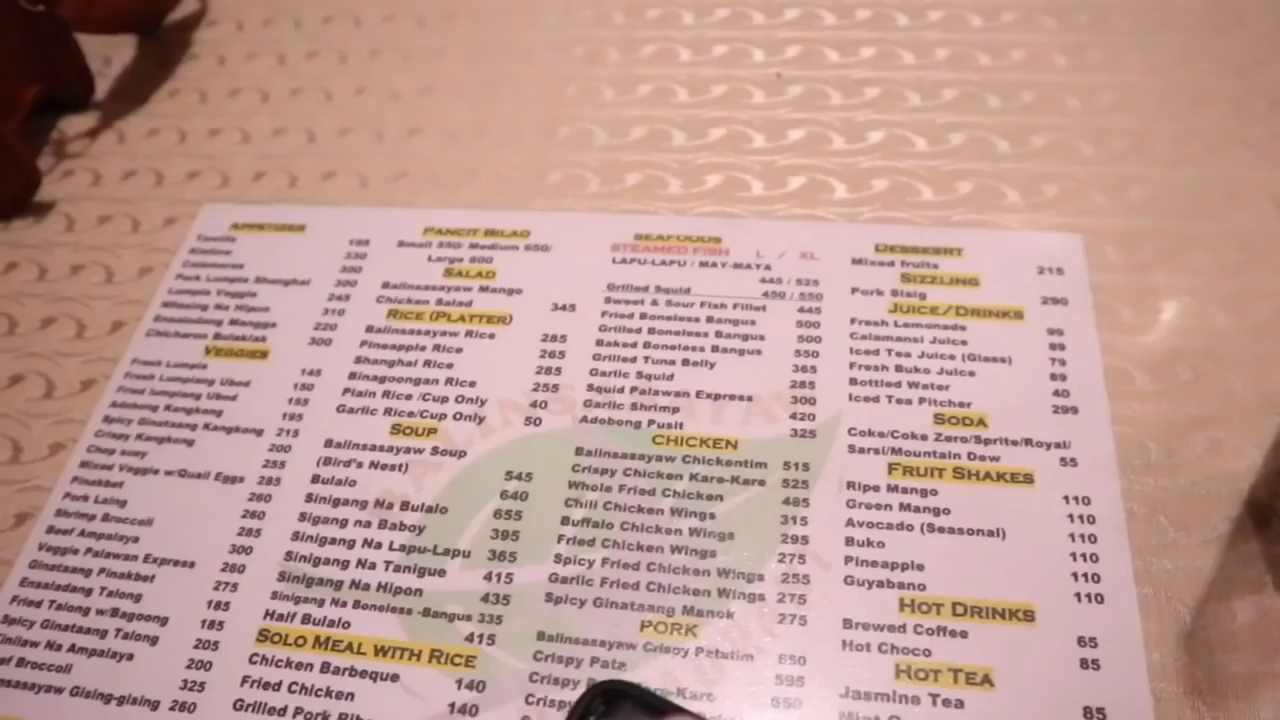 APPETIZER
195
Kinilaw 330
Calamares 300
Pork Lumpia Shanghai 300
Lumpia Veggie 245
Nilasing Na Hipon 310
Ensaladang Mangga 220
Chicharon Bulaklak 300
VEGGIES
Fresh Lumpia 145
Fresh Lumpiang Ubod 150
Fried lumpiang Ubod 155
Adobong Kangkong 195
Spicy Ginataang Kangkong 215
Crispy Kangkong 200
Chop suey 255
Mixed Veggie w/Quail Eggs 285
Pinakbet 260
Pork Laing 260
Shrimp Broccoli 285
Beef Ampalaya 300
Veggie Palawan Express 260
Ginataang Pinakbet 275
Ensaladang Talong 185
Fried Talong w/Bagoong 185
Spicy Ginataang Talong 205
Kinilaw Na Ampalaya 200
Broccoli 325
Gising-gising 260
PANCIT BILAO
Small 550/ Medium 650/
Large 800
SALAD
Balinsasayaw Mango
Chicken Salad 345
RICE (PLATTER)
Balinsasayaw Rice 285
Pineapple Rice 265
Shanghai Rice 285
Binagoongan Rice 255
Plain Rice /Cup Only 40
Garlic Rice/Cup Only 50
SOUP
Balinsasayaw Soup
(Bird's Nest) 545
Bulalo 640
Sinigang Na Bulalo 655
Sigang na Baboy 395
Sinigang Na Lapu-Lapu 365
Sinigang Na Tanigue 415
Sinigang Na Hipon 435
Sinigang Na Boneless -Bangus 335
Half Bulalo 415
SOLO MEAL WITH RICE
Chicken Barbeque 140
Fried Chicken 140
Grilled Pork
SEAFOODS
STEAMED FISH L / XL
LAPU-LAPU / MAY-MAYA
445 / 525
Grilled Squid 450 / 550
Sweet & Sour Fish Fillet 445
Fried Boneless Bangus 500
Grilled Boneless Bangus 500
Baked Boneless Bangus 550
Grilled Tuna Belly 365
Garlic Squid 285
Squid Palawan Express 300
Garlic Shrimp 420
Adobong Pusit 325
CHICKEN
Balinsasayaw Chickentim 515
Crispy Chicken Kare-Kare 525
Whole Fried Chicken 485
Chili Chicken Wings 315
Buffalo Chicken Wings 295
Fried Chicken Wings 275
Spicy Fried Chicken Wings 255
Garlic Fried Chicken Wings 275
Spicy Ginataang Manok 275
PORK
Balinsasayaw Crispy Patatim 650
Crispy Pata 595
Crispy Kare-Kare 650
Crispy
DESSESRT
Mixed fruits 215
SIZZLING
Pork Sisig 290
JUICE/DRINKS
Fresh Lemonade 99
Calamansi Juice 89
Iced Tea Juice (Glass) 79
Fresh Buko Juice 89
Bottled Water 40
Iced Tea Pitcher 299
SODA
Coke/Coke Zero/Sprite/Royal/
Sarsi/Mountain Dew 55
FRUIT SHAKES
Ripe Mango 110
Green Mango 110
Avocado (Seasonal) 110
Buko 110
Pineapple 110
Guyabano 110
HOT DRINKS
Brewed Coffee 65
Hot Choco 85
HOT TEA
Jasmine Tea 85